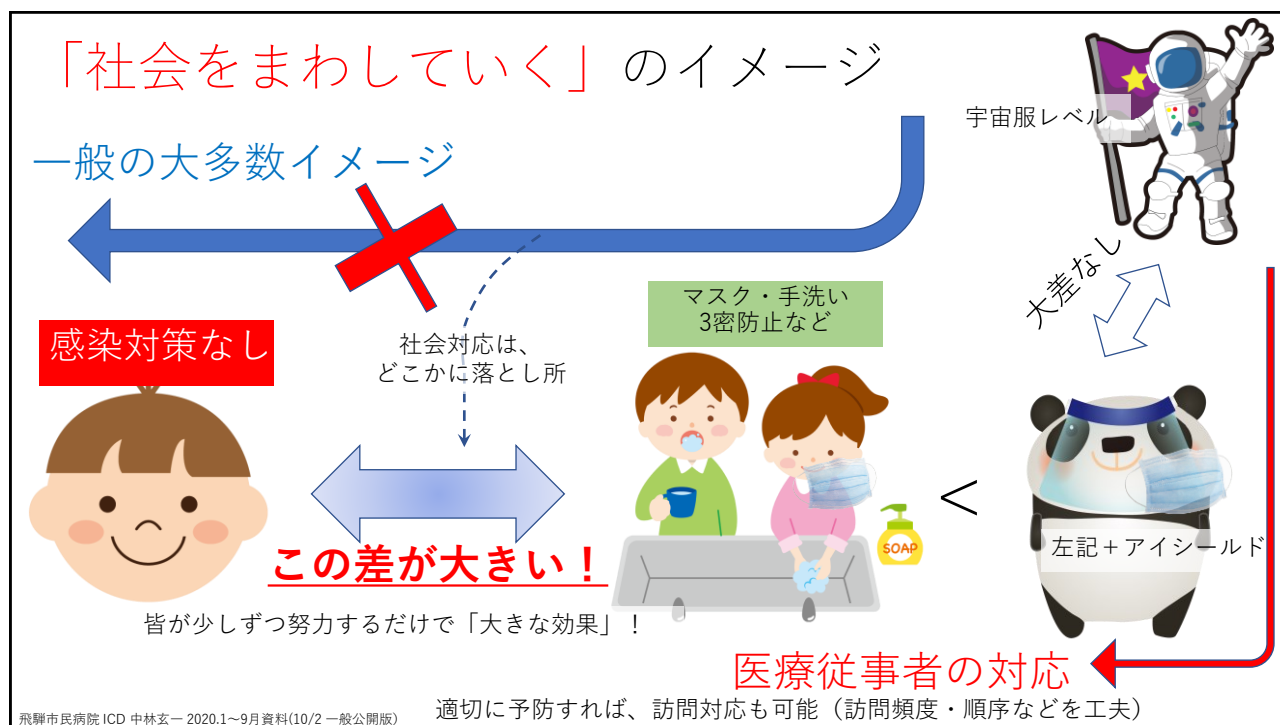 「社会をまわしていく」のイメージ
宇宙服レベル
一般の大多数イメージ
大差なし
マスク・手洗い
3密防止など
感染対策なし
社会対応は、
どこかに落とし所
<
SOAP
左記+アイシールド
この差が大きい!
皆が少しずつ努力するだけで「大きな効果」!
医療従事者の対応
適切に予防すれば、訪問対応も可能(訪問頻度・順序などを工夫)
飛騨市民病院 ICD 中林玄一 2020.1~9月資料(10/2 一般公開版)